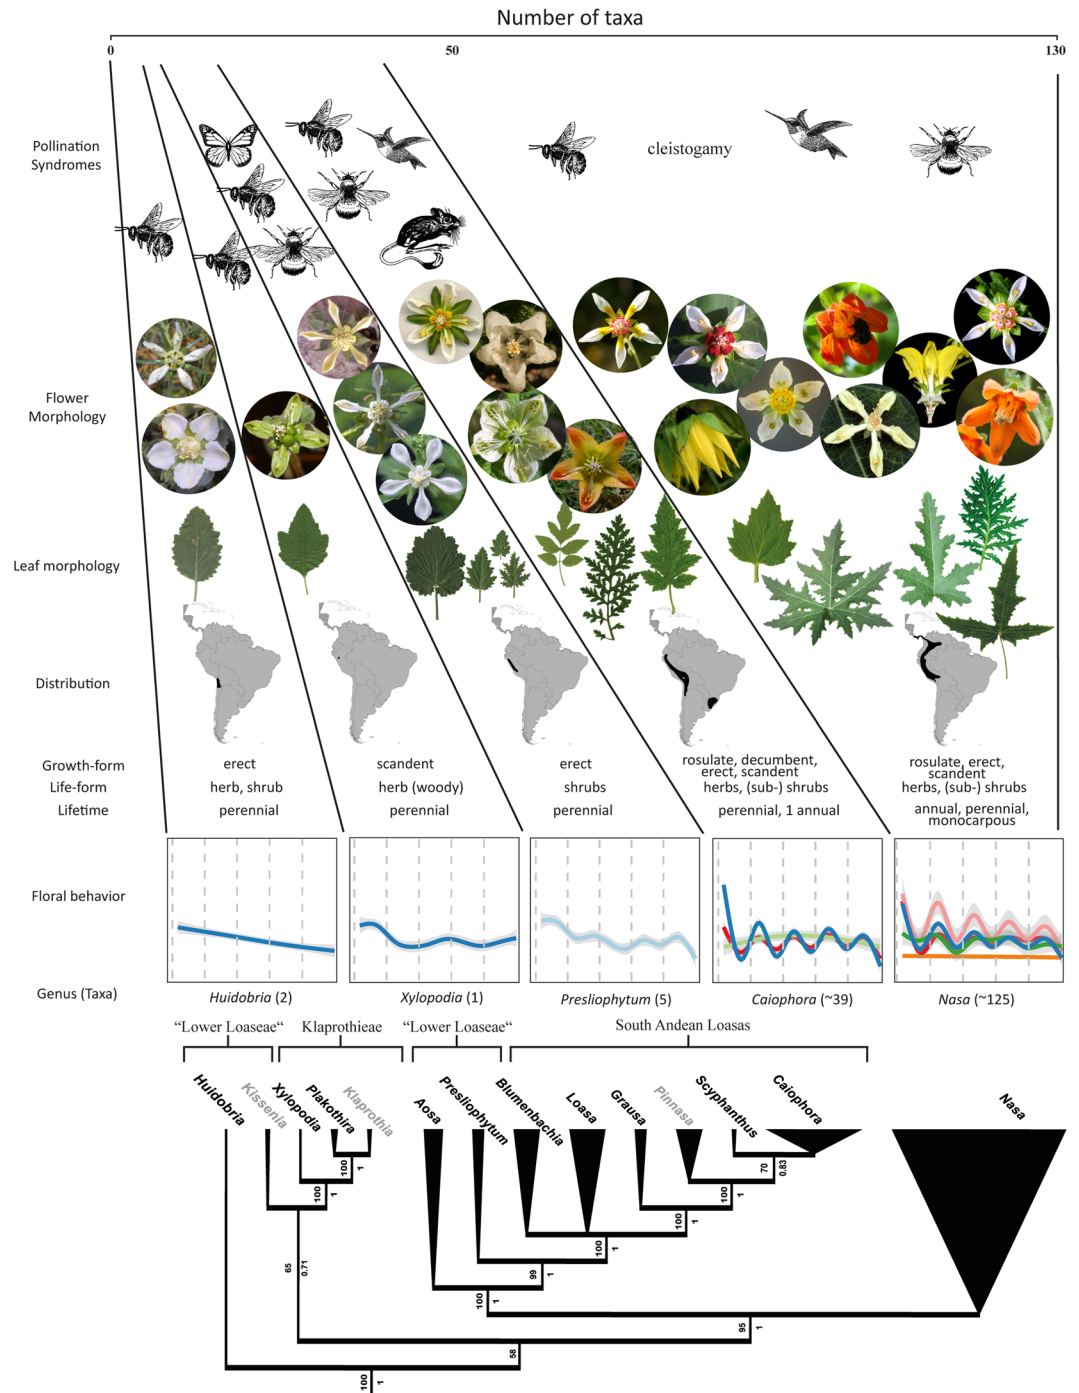 Number of taxa
0 50 130
Pollination
Syndromes
cleistogamy
Flower
Morphology
Leaf morphology
Distribution
Growth-form
Life-form
Lifetime
erect
herb, shrub
perennial
scandent
herb (woody)
perennial
erect
shrubs
perennial
rosulate, decumbent,
erect, scandent
herbs, (sub-) shrubs
perennial, 1 annual
rosulate, erect,
scandent
herbs, (sub-) shrubs
annual, perennial,
monocarpous
Floral behavior
Genus (Taxa)
Huidobria (2)
Xylopodia (1)
Presliophytum (5)
Caiophora (~39)
Nasa (~125)
“Lower Loaseae“
Klaprothieae
“Lower Loaseae“
South Andean Loasas
Huidobria
Kissenia
Xylopodia
Plakothira
Klaprothia
Aosa
Presliophytum
Blumenbachia
Loasa
Grausa
Pinnasa
Scyphanthus
Caiophora
Nasa
100
1
70
0.83
100
1
100
1
100
1
100
1
65
0.71
99
1
100
1
95
1
58
100
1